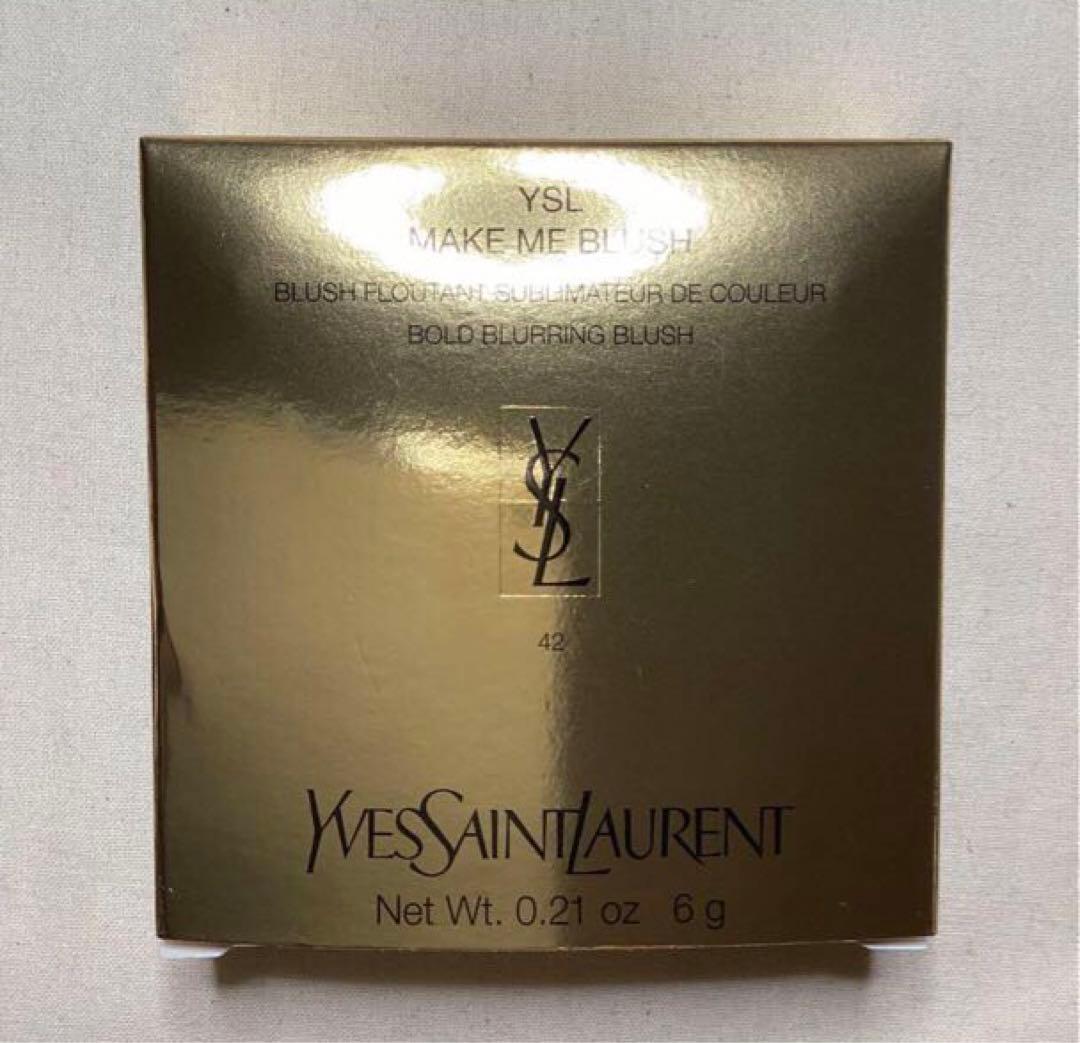 YSL
MAKE ME BLUSH
BLUSH FLOUTANT SUBLIMATEUR DE COULEUR
BOLD BLURRING BLUSH
YSL
42
YVESSAINTLAURENT
Net Wt. 0.21 oz 6 g